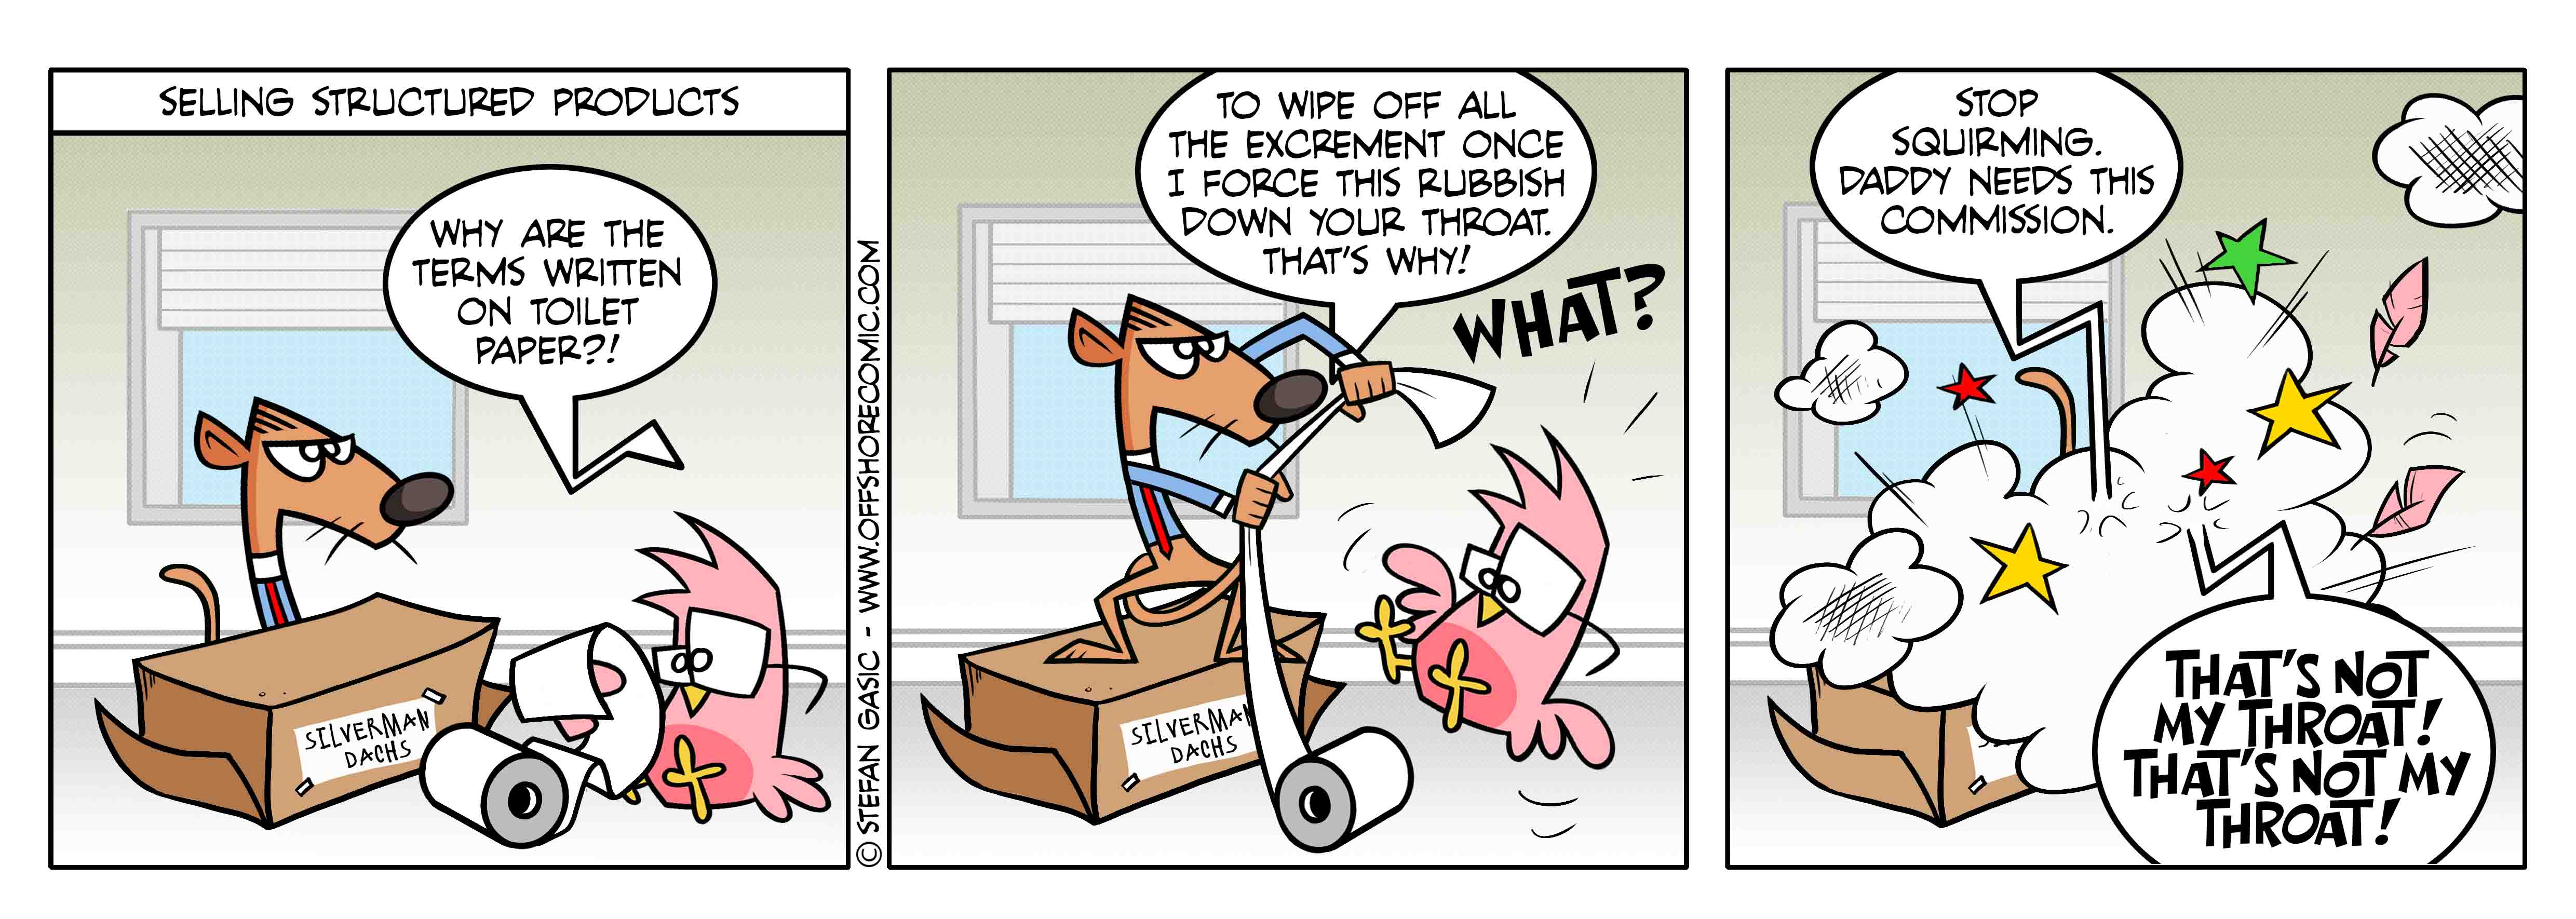 SELLING STRUCTURED PRODUCTS
WHY ARE THE
TERMS WRITTEN
ON TOILET
PAPER?!
SILVERMAN
DACHS
© STEFAN GASIC - WWW.OFFSHORECOMIC.COM
TO WIPE OFF ALL
THE EXCREMENT ONCE
I FORCE THIS RUBBISH
DOWN YOUR THROAT.
THAT'S WHY!
WHAT?
SILVERMAN
DACHS
STOP
SQUIRMING.
DADDY NEEDS THIS
COMMISSION.
THAT'S NOT
MY THROAT!
THAT'S NOT MY
THROAT!